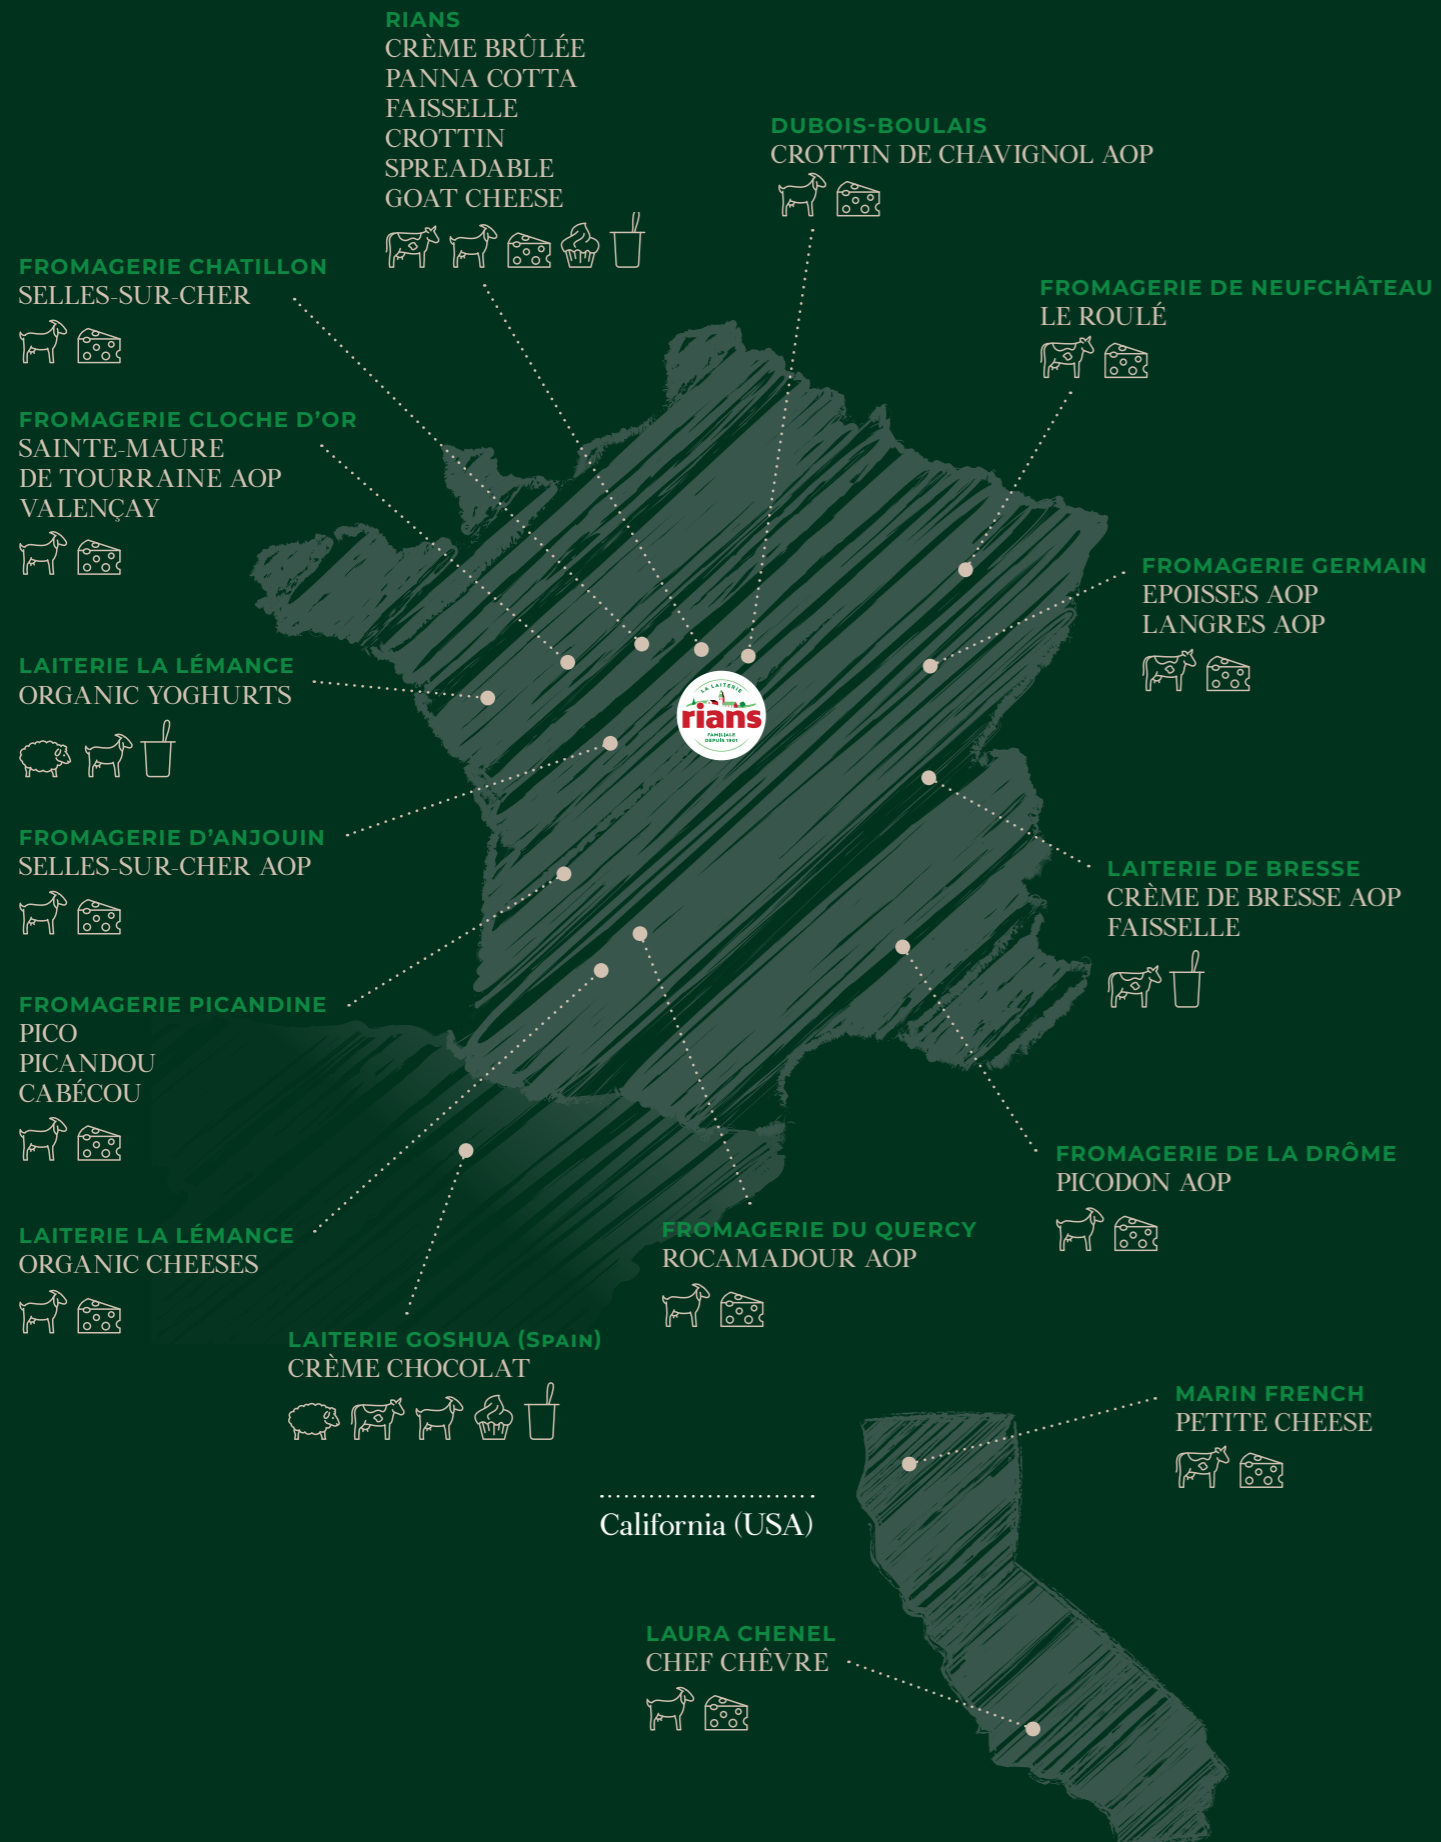 RIANS
CRÈME BRÛLÉE
PANNA COTTA
FAISSELLE
CROTTIN
SPREADABLE
GOAT CHEESE
DUBOIS-BOULAIS
CROTTIN DE CHAVIGNOL AOP
FROMAGERIE CHATILLON
SELLES-SUR-CHER
FROMAGERIE DE NEUFCHÂTEAU
LE ROULÉ
FROMAGERIE CLOCHE D’OR
SAINTE-MAURE
DE TOURRAINE AOP
VALENÇAY
FROMAGERIE GERMAIN
EPOISSES AOP
LANGRES AOP
LAITERIE LA LÉMANCE
ORGANIC YOGHURTS
LA LAITERIE
rians
FAMILIALE
DEPUIS 1901
FROMAGERIE D’ANJOUIN
SELLES-SUR-CHER AOP
LAITERIE DE BRESSE
CRÈME DE BRESSE AOP
FAISSELLE
FROMAGERIE PICANDINE
PICO
PICANDOU
CABÉCOU
FROMAGERIE DE LA DRÔME
PICODON AOP
LAITERIE LA LÉMANCE
ORGANIC CHEESES
FROMAGERIE DU QUERCY
ROCAMADOUR AOP
LAITERIE GOSHUA (SPAIN)
CRÈME CHOCOLAT
MARIN FRENCH
PETITE CHEESE
California (USA)
LAURA CHENEL
CHEF CHÊVRE